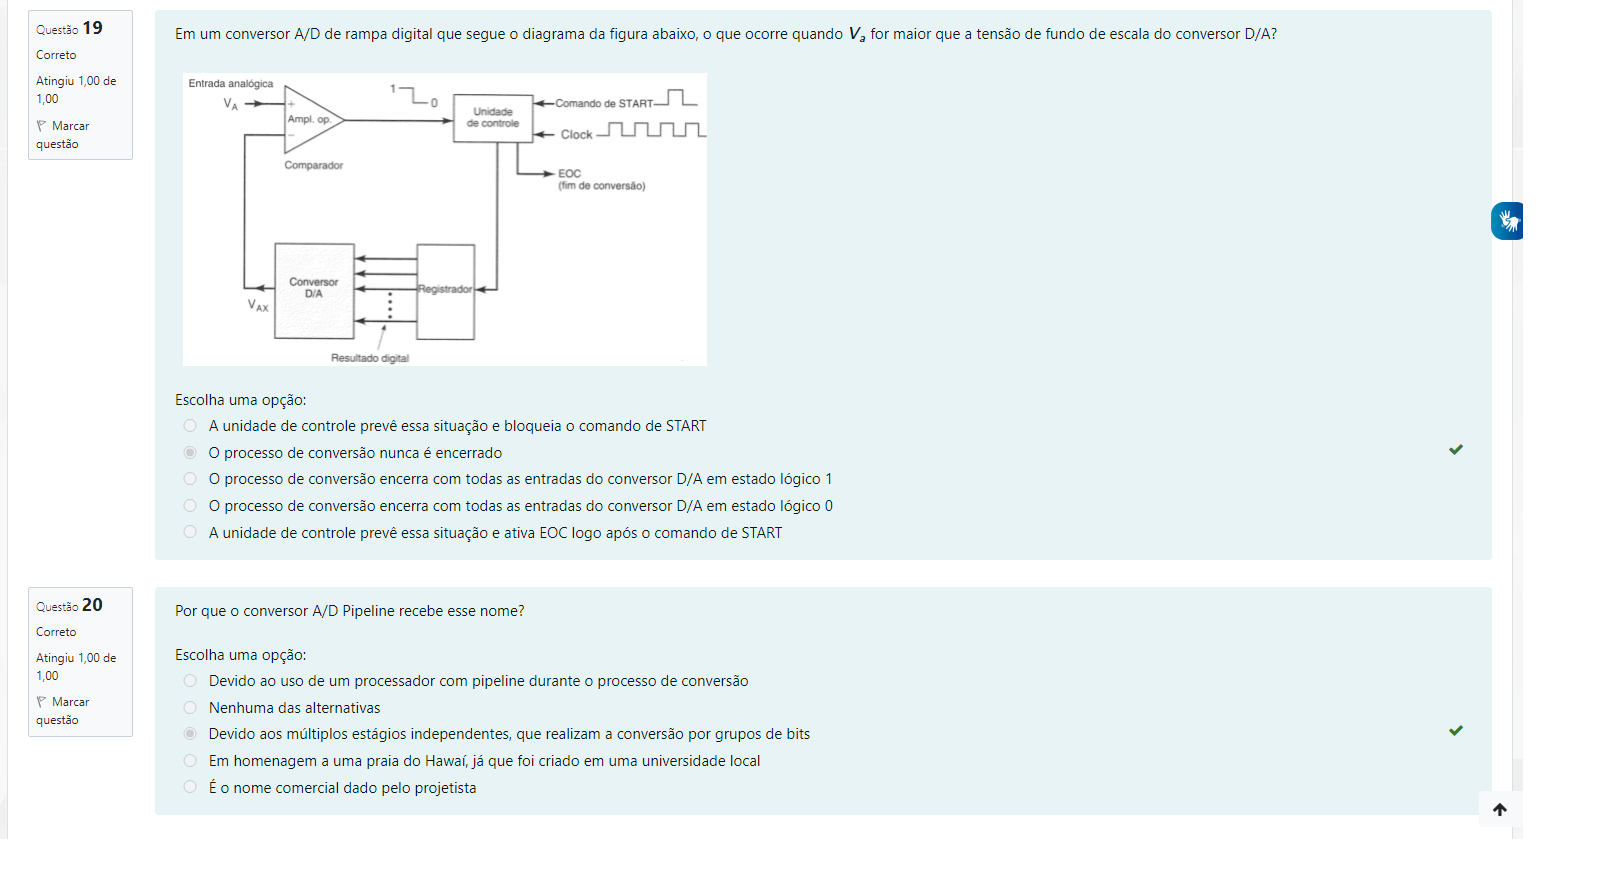 Questão 19
Correto
Atingiu 1,00 de
1,00
Marcar
questão
Em um conversor A/D de rampa digital que segue o diagrama da figura abaixo, o que ocorre quando Va for maior que a tensão de fundo de escala do conversor D/A?
Entrada analógica
VA
+
Ampl. op.
−
Comparador
1
0
Unidade
de controle
Comando de START
Clock
EOC
(fim de conversão)
Conversor
D/A
Registrador
VAX
Resultado digital
Escolha uma opção:
A unidade de controle prevê essa situação e bloqueia o comando de START
O processo de conversão nunca é encerrado
O processo de conversão encerra com todas as entradas do conversor D/A em estado lógico 1
O processo de conversão encerra com todas as entradas do conversor D/A em estado lógico 0
A unidade de controle prevê essa situação e ativa EOC logo após o comando de START
Questão 20
Correto
Atingiu 1,00 de
1,00
Marcar
questão
Por que o conversor A/D Pipeline recebe esse nome?
Escolha uma opção:
Devido ao uso de um processador com pipeline durante o processo de conversão
Nenhuma das alternativas
Devido aos múltiplos estágios independentes, que realizam a conversão por grupos de bits
Em homenagem a uma praia do Hawaí, já que foi criado em uma universidade local
É o nome comercial dado pelo projetista